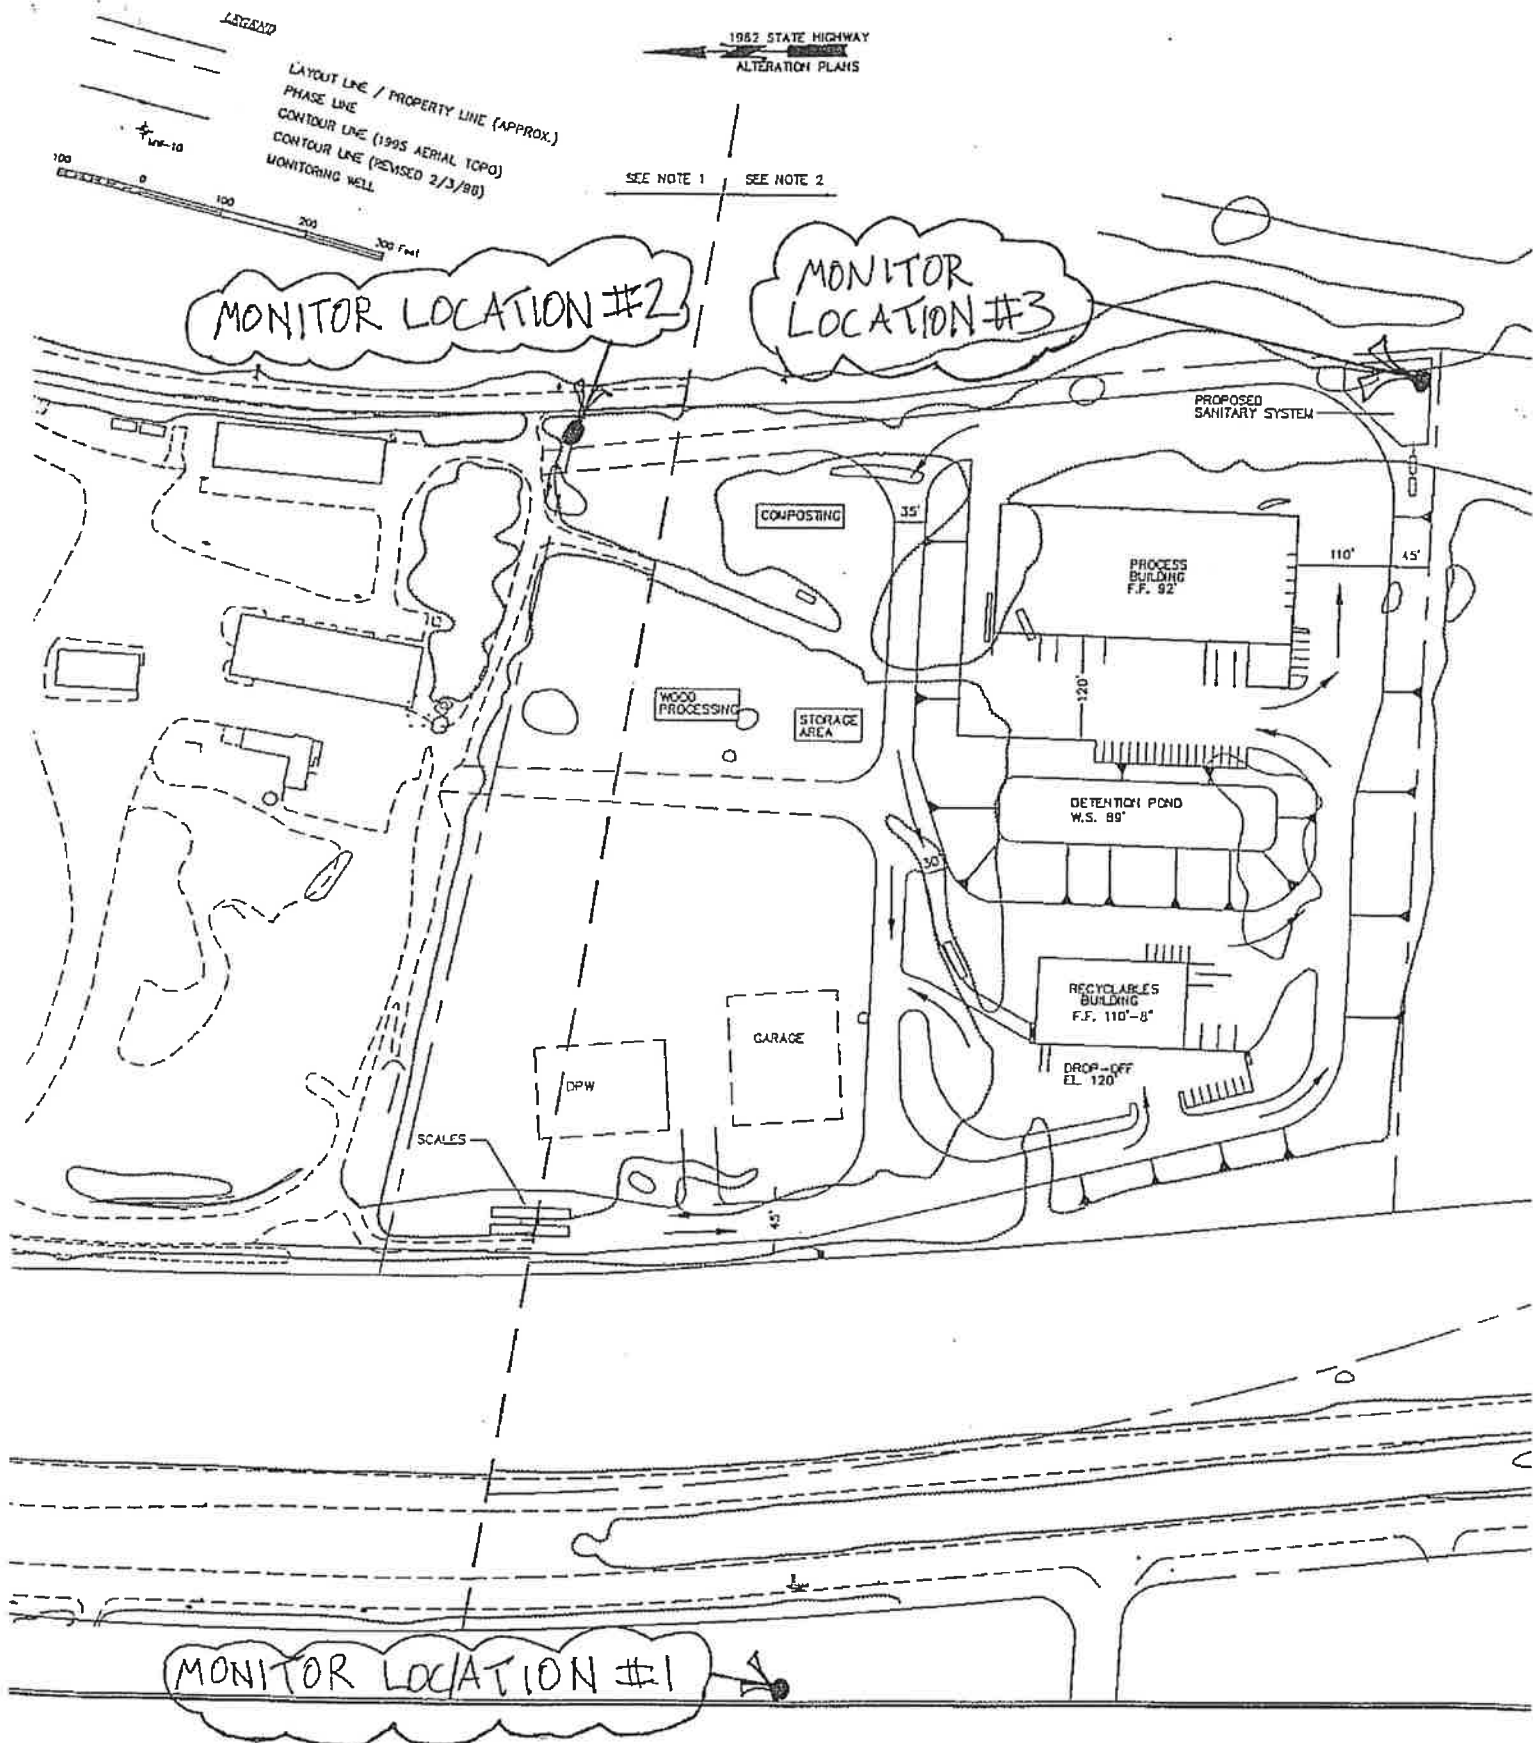 LEGEND
LAYOUT LINE / PROPERTY LINE (APPROX.)
PHASE LINE
CONTOUR LINE (1995 AERIAL TOPO)
CONTOUR LINE (REVISED 2/3/98)
MONITORING WELL
100
0
100
200
300 Feet
1982 STATE HIGHWAY
ALTERATION PLANS
SEE NOTE 1
SEE NOTE 2
MONITOR LOCATION #2
MONITOR
LOCATION #3
PROPOSED
SANITARY SYSTEM
COMPOSTING
35'
PROCESS
BUILDING
F.F. 92'
110'
45'
120'
WOOD
PROCESSING
STORAGE
AREA
DETENTION POND
W.S. 89'
30'
RECYCLABLES
BUILDING
F.F. 110'-8"
GARAGE
DPW
DROP-OFF
EL 120'
SCALES
45'
MONITOR LOCATION #1